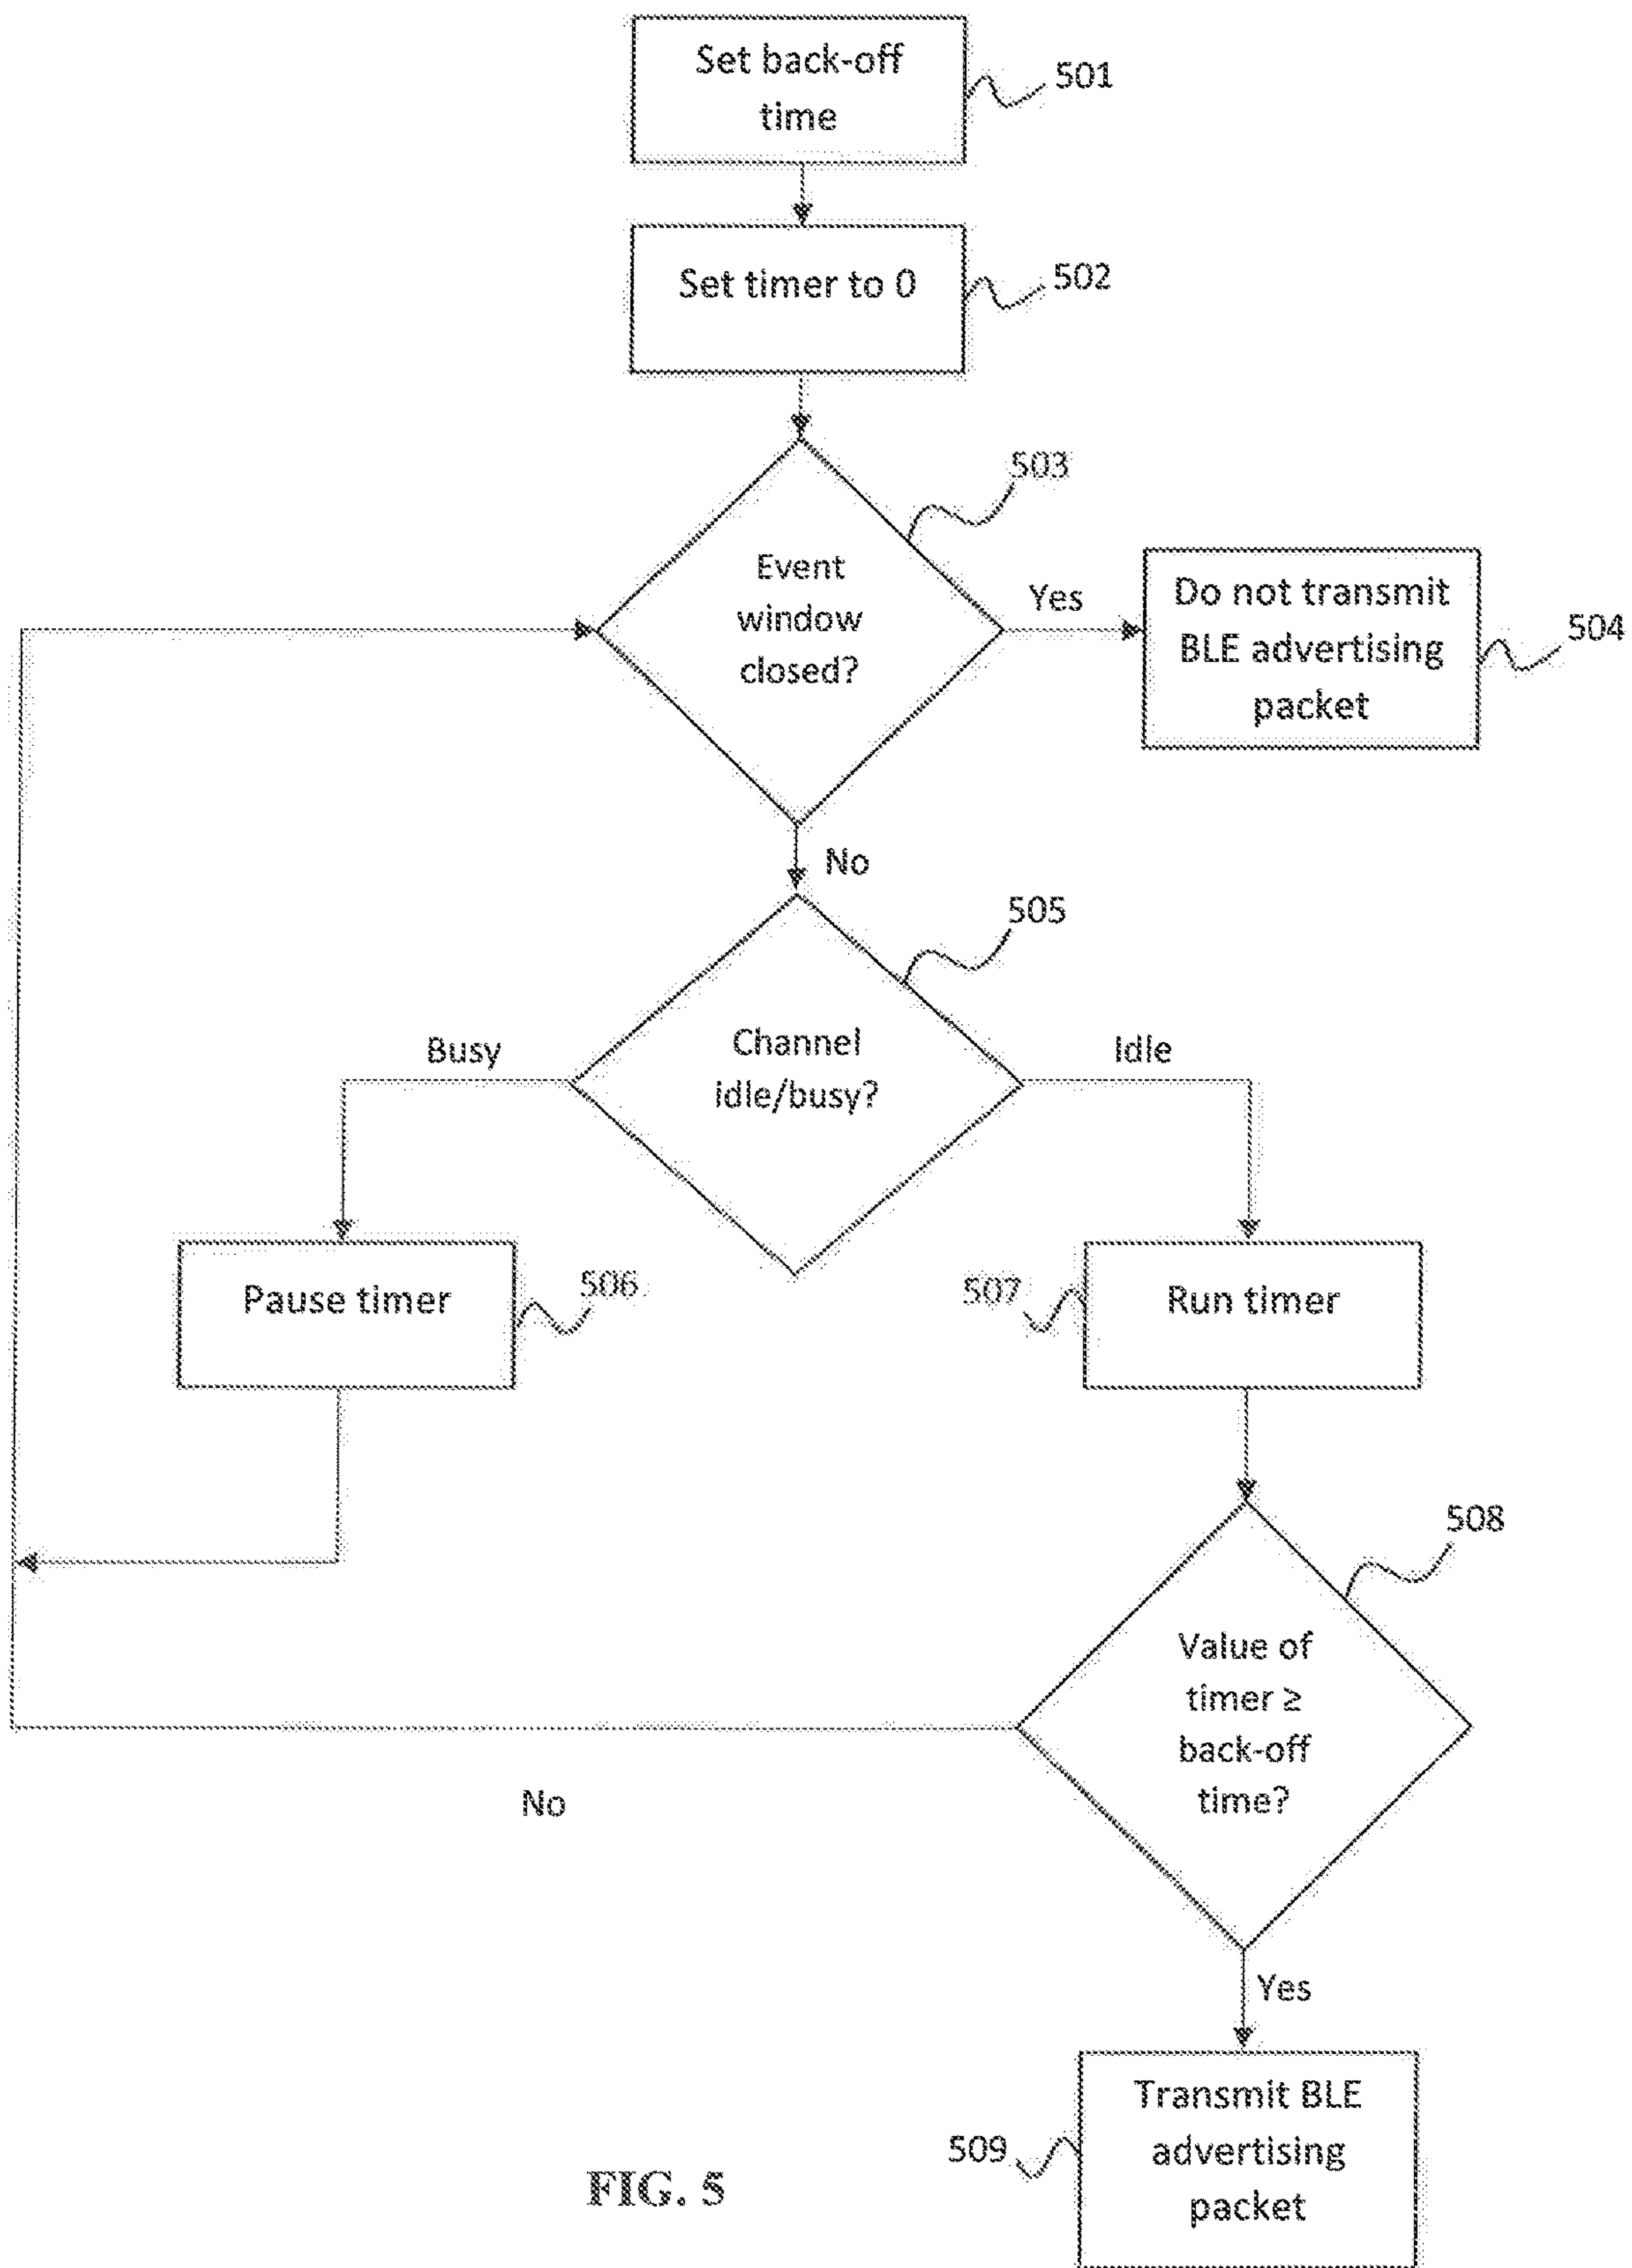 Set back-off
time
501
Set timer to 0
502
503
Event
window
closed?
Yes
Do not transmit
BLE advertising
packet
504
No
505
Channel
idle/busy?
Busy
Idle
Pause timer
506
507
Run timer
508
Value of
timer ≥
back-off
time?
No
Yes
Transmit BLE
advertising
packet
509
FIG. 5